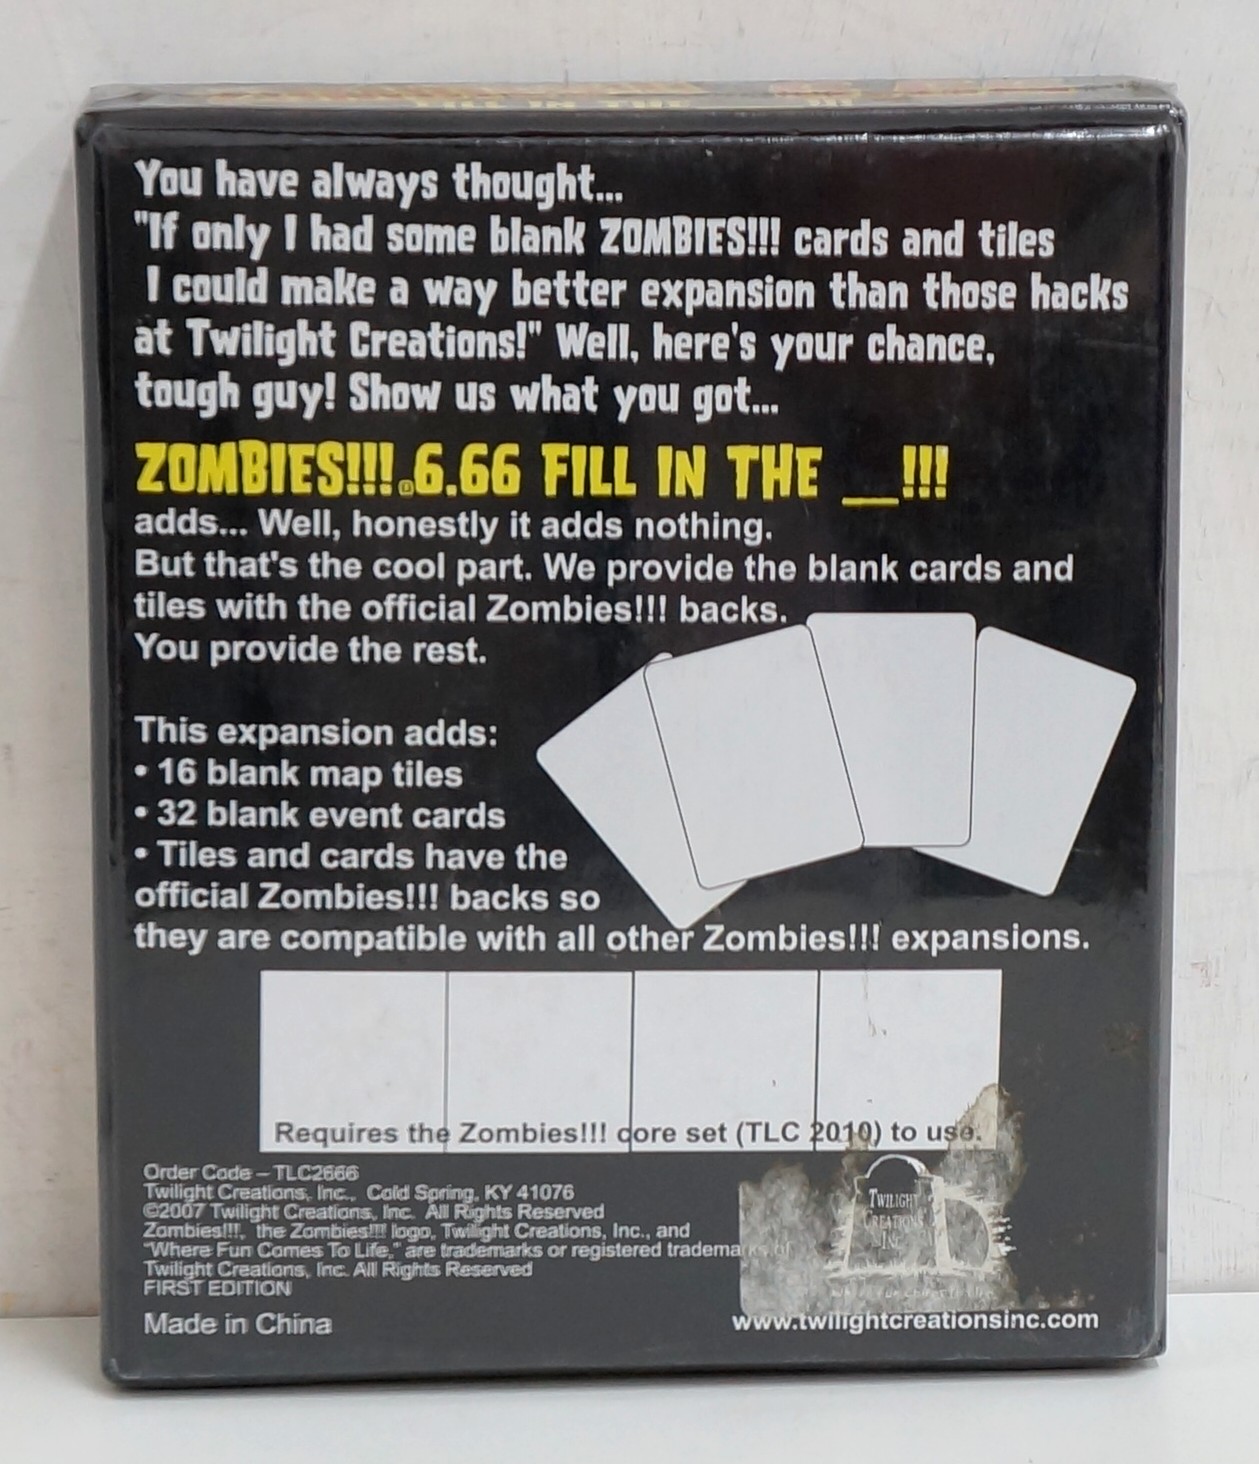 FILL IN THE __!!!
You have always thought...
"If only I had some blank ZOMBIES!!! cards and tiles
I could make a way better expansion than those hacks
at Twilight Creations!" Well, here's your chance,
tough guy! Show us what you got...
ZOMBIES!!!® 6.66 FILL IN THE __!!!
adds... Well, honestly it adds nothing.
But that's the cool part. We provide the blank cards and
tiles with the official Zombies!!! backs.
You provide the rest.
This expansion adds:
• 16 blank map tiles
• 32 blank event cards
• Tiles and cards have the
official Zombies!!! backs so
they are compatible with all other Zombies!!! expansions.
Requires the Zombies!!! core set (TLC 2010) to use.
Order Code – TLC2666
Twilight Creations, Inc., Cold Spring, KY 41076
©2007 Twilight Creations, Inc. All Rights Reserved
Zombies!!!, the Zombies!!! logo, Twilight Creations, Inc., and
"Where Fun Comes To Life," are trademarks or registered trademarks of
Twilight Creations, Inc. All Rights Reserved
FIRST EDITION
Made in China
TWILIGHT
CREATIONS
INC.
www.twilightcreationsinc.com